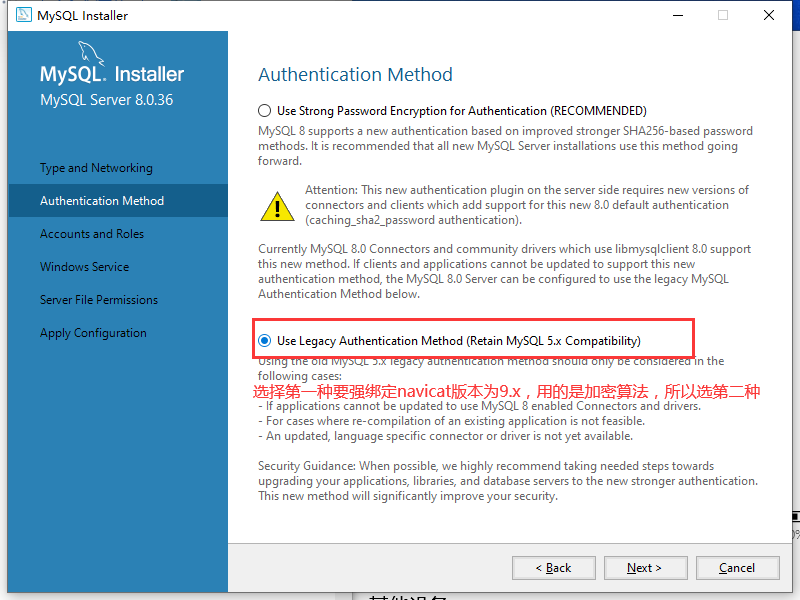 MySQL Installer
MySQL. Installer
MySQL Server 8.0.36
Type and Networking
Authentication Method
Accounts and Roles
Windows Service
Server File Permissions
Apply Configuration
Authentication Method
Use Strong Password Encryption for Authentication (RECOMMENDED)
MySQL 8 supports a new authentication based on improved stronger SHA256-based password
methods. It is recommended that all new MySQL Server installations use this method going
forward.
Attention: This new authentication plugin on the server side requires new versions of
connectors and clients which add support for this new 8.0 default authentication
(caching_sha2_password authentication).
Currently MySQL 8.0 Connectors and community drivers which use libmysqlclient 8.0 support
this new method. If clients and applications cannot be updated to support this new
authentication method, the MySQL 8.0 Server can be configured to use the legacy MySQL
Authentication Method below.
Use Legacy Authentication Method (Retain MySQL 5.x Compatibility)
Using the old MySQL 5.x legacy authentication method should only be considered in the
following cases:
选择第一种要强绑定navicat版本为9.x，用的是加密算法，所以选第二种
- If applications cannot be updated to use MySQL 8 enabled Connectors and drivers.
- For cases where re-compilation of an existing application is not feasible.
- An updated, language specific connector or driver is not yet available.
Security Guidance: When possible, we highly recommend taking needed steps towards
upgrading your applications, libraries, and database servers to the new stronger authentication.
This new method will significantly improve your security.
< Back
Next >
Cancel